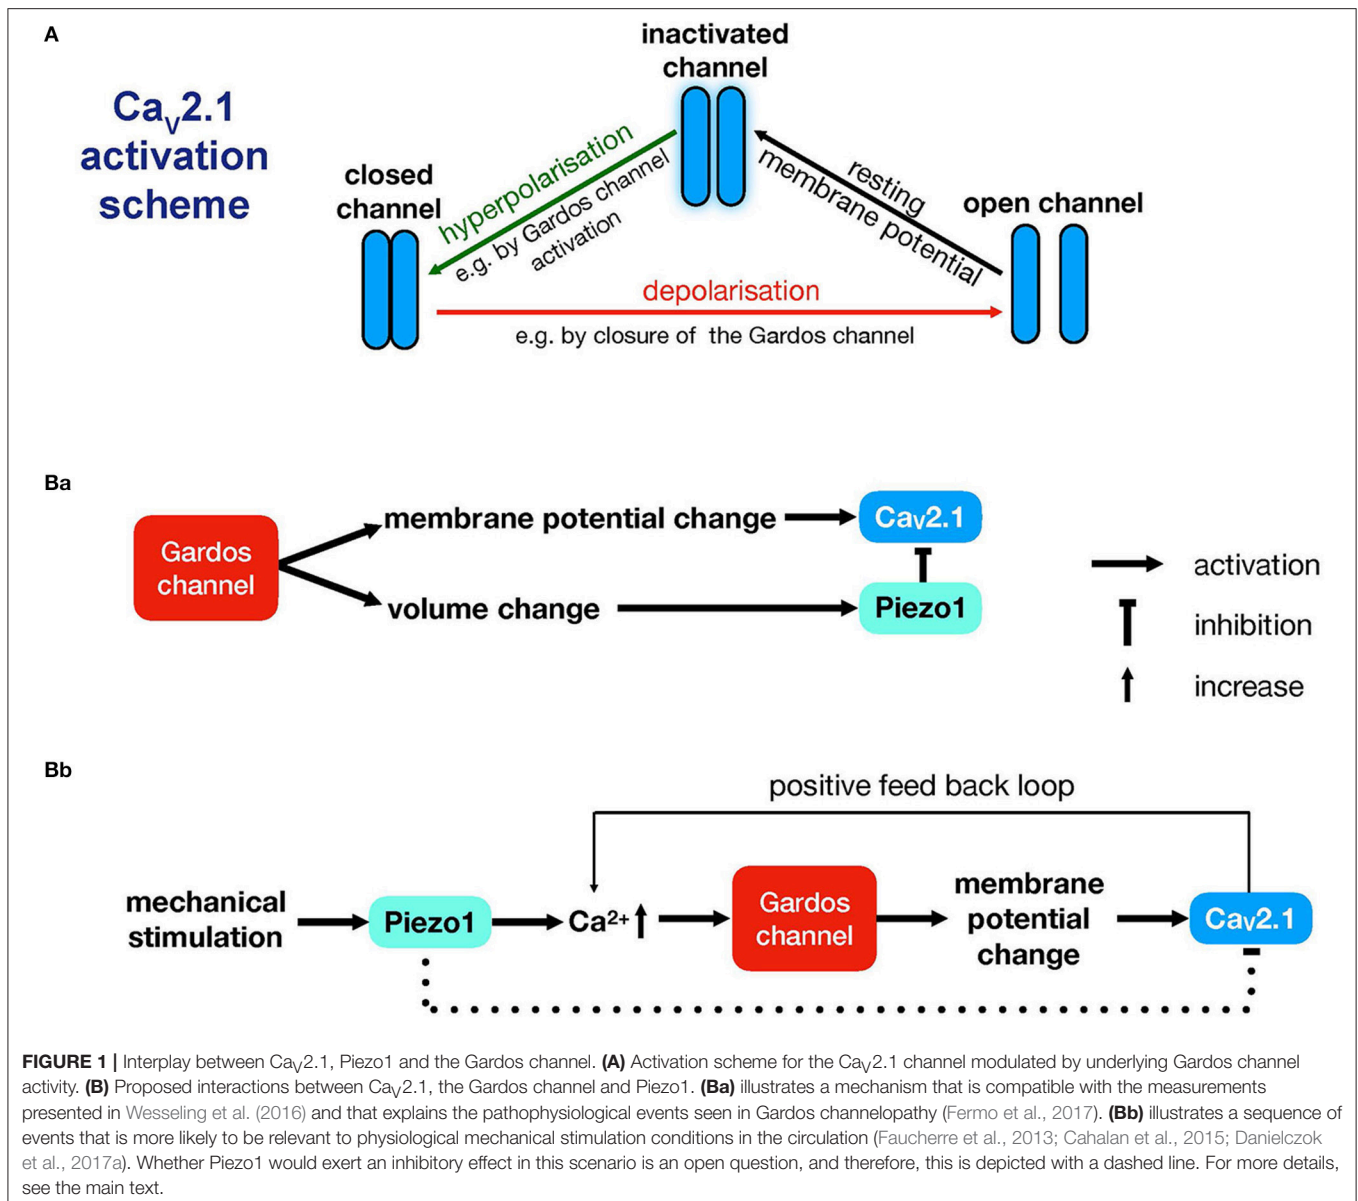 A
Ca_V2.1
activation
scheme
inactivated
channel
closed
channel
hyperpolarisation
e.g. by Gardos channel
activation
resting
membrane potential
open channel
depolarisation
e.g. by closure of the Gardos channel
Ba
Gardos
channel
membrane potential change
Ca_V2.1
volume change
Piezo1
activation
inhibition
increase
Bb
positive feed back loop
mechanical
stimulation
Piezo1
Ca²⁺
Gardos
channel
membrane
potential
change
Ca_V2.1
FIGURE 1 | Interplay between Ca_V2.1, Piezo1 and the Gardos channel. (A) Activation scheme for the Ca_V2.1 channel modulated by underlying Gardos channel
activity. (B) Proposed interactions between Ca_V2.1, the Gardos channel and Piezo1. (Ba) illustrates a mechanism that is compatible with the measurements
presented in Wesseling et al. (2016) and that explains the pathophysiological events seen in Gardos channelopathy (Fermo et al., 2017). (Bb) illustrates a sequence of
events that is more likely to be relevant to physiological mechanical stimulation conditions in the circulation (Faucherre et al., 2013; Cahalan et al., 2015; Danielczok
et al., 2017a). Whether Piezo1 would exert an inhibitory effect in this scenario is an open question, and therefore, this is depicted with a dashed line. For more details,
see the main text.